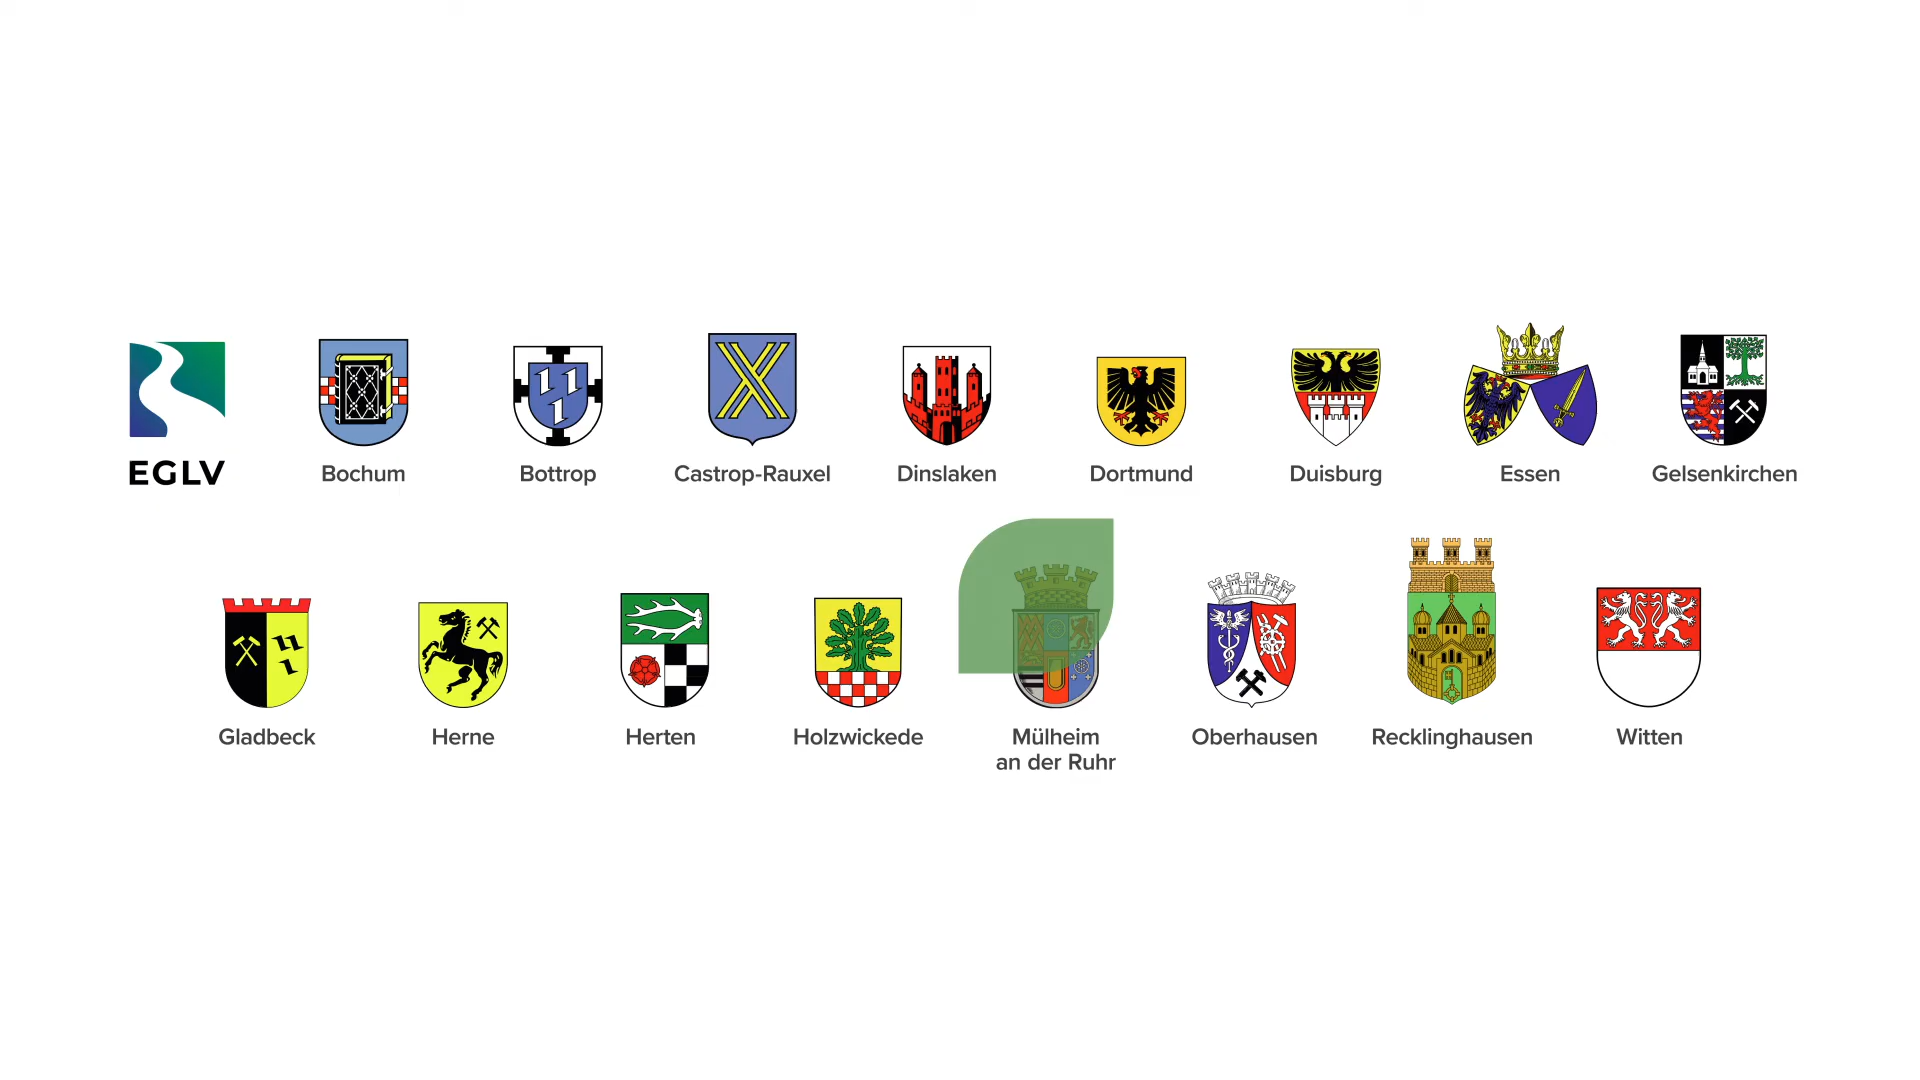 EGLV
Bochum
Bottrop
Castrop-Rauxel
Dinslaken
Dortmund
Duisburg
Essen
Gelsenkirchen
Gladbeck
Herne
Herten
Holzwickede
Mülheim
an der Ruhr
Oberhausen
Recklinghausen
Witten